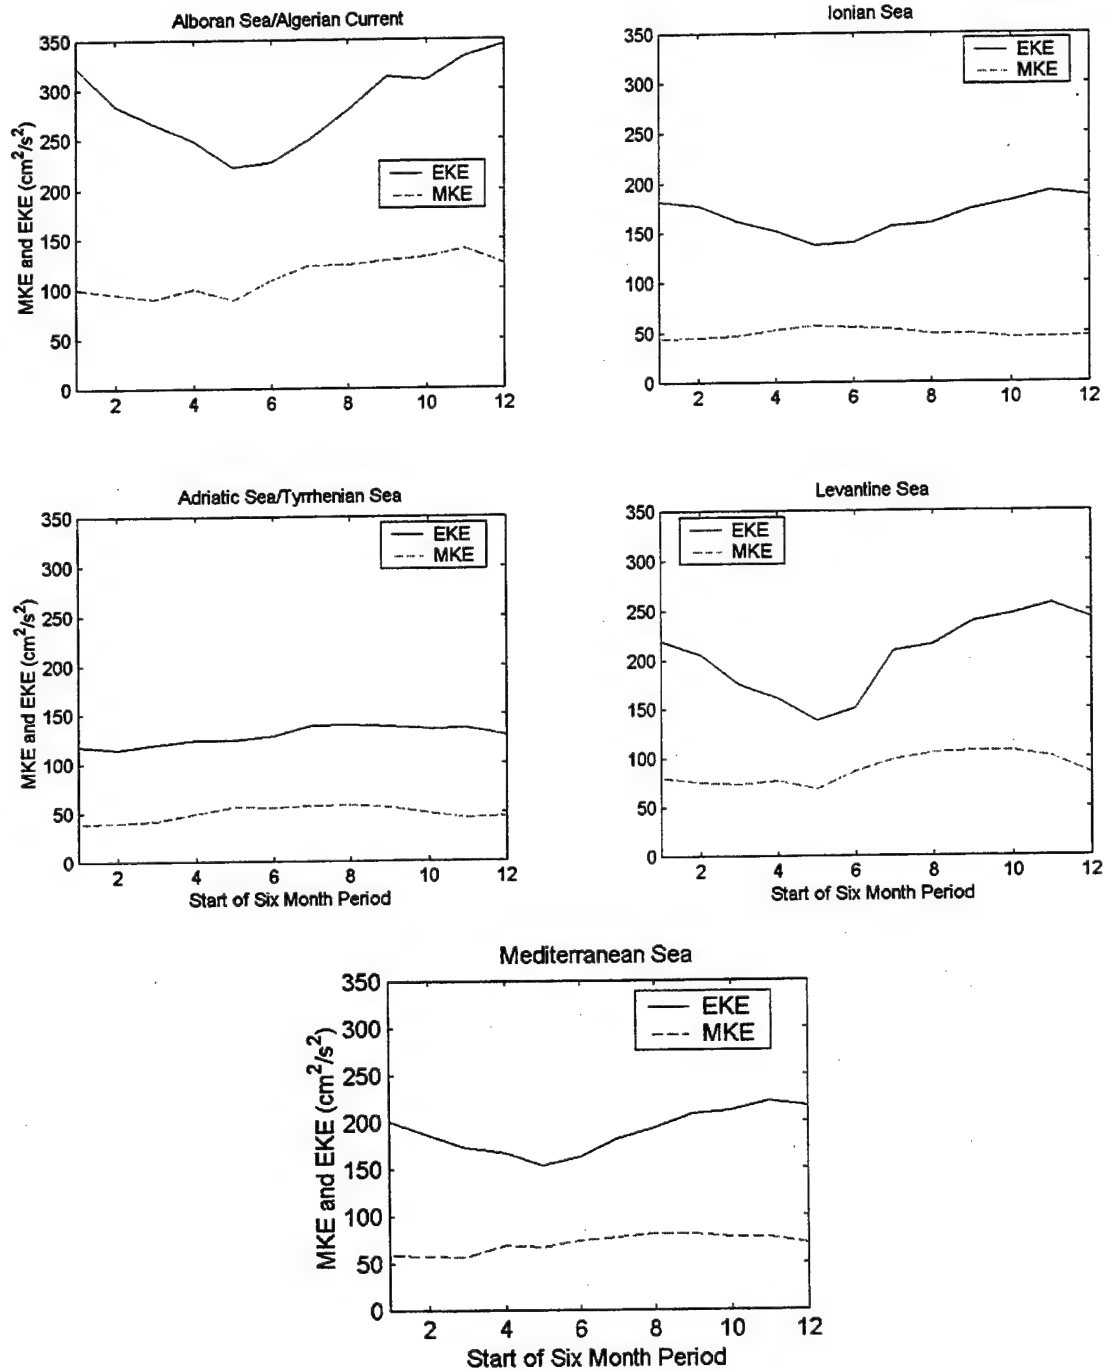 Alboran Sea/Algerian Current
350
300
250
200
150
100
50
0
MKE and EKE (cm²/s²)
EKE
MKE
2 4 6 8 10 12
Ionian Sea
350
300
250
200
150
100
50
0
EKE
MKE
2 4 6 8 10 12
Adriatic Sea/Tyrrhenian Sea
350
300
250
200
150
100
50
0
MKE and EKE (cm²/s²)
EKE
MKE
2 4 6 8 10 12
Start of Six Month Period
Levantine Sea
350
300
250
200
150
100
50
0
EKE
MKE
2 4 6 8 10 12
Start of Six Month Period
Mediterranean Sea
350
300
250
200
150
100
50
0
MKE and EKE (cm²/s²)
EKE
MKE
2 4 6 8 10 12
Start of Six Month Period